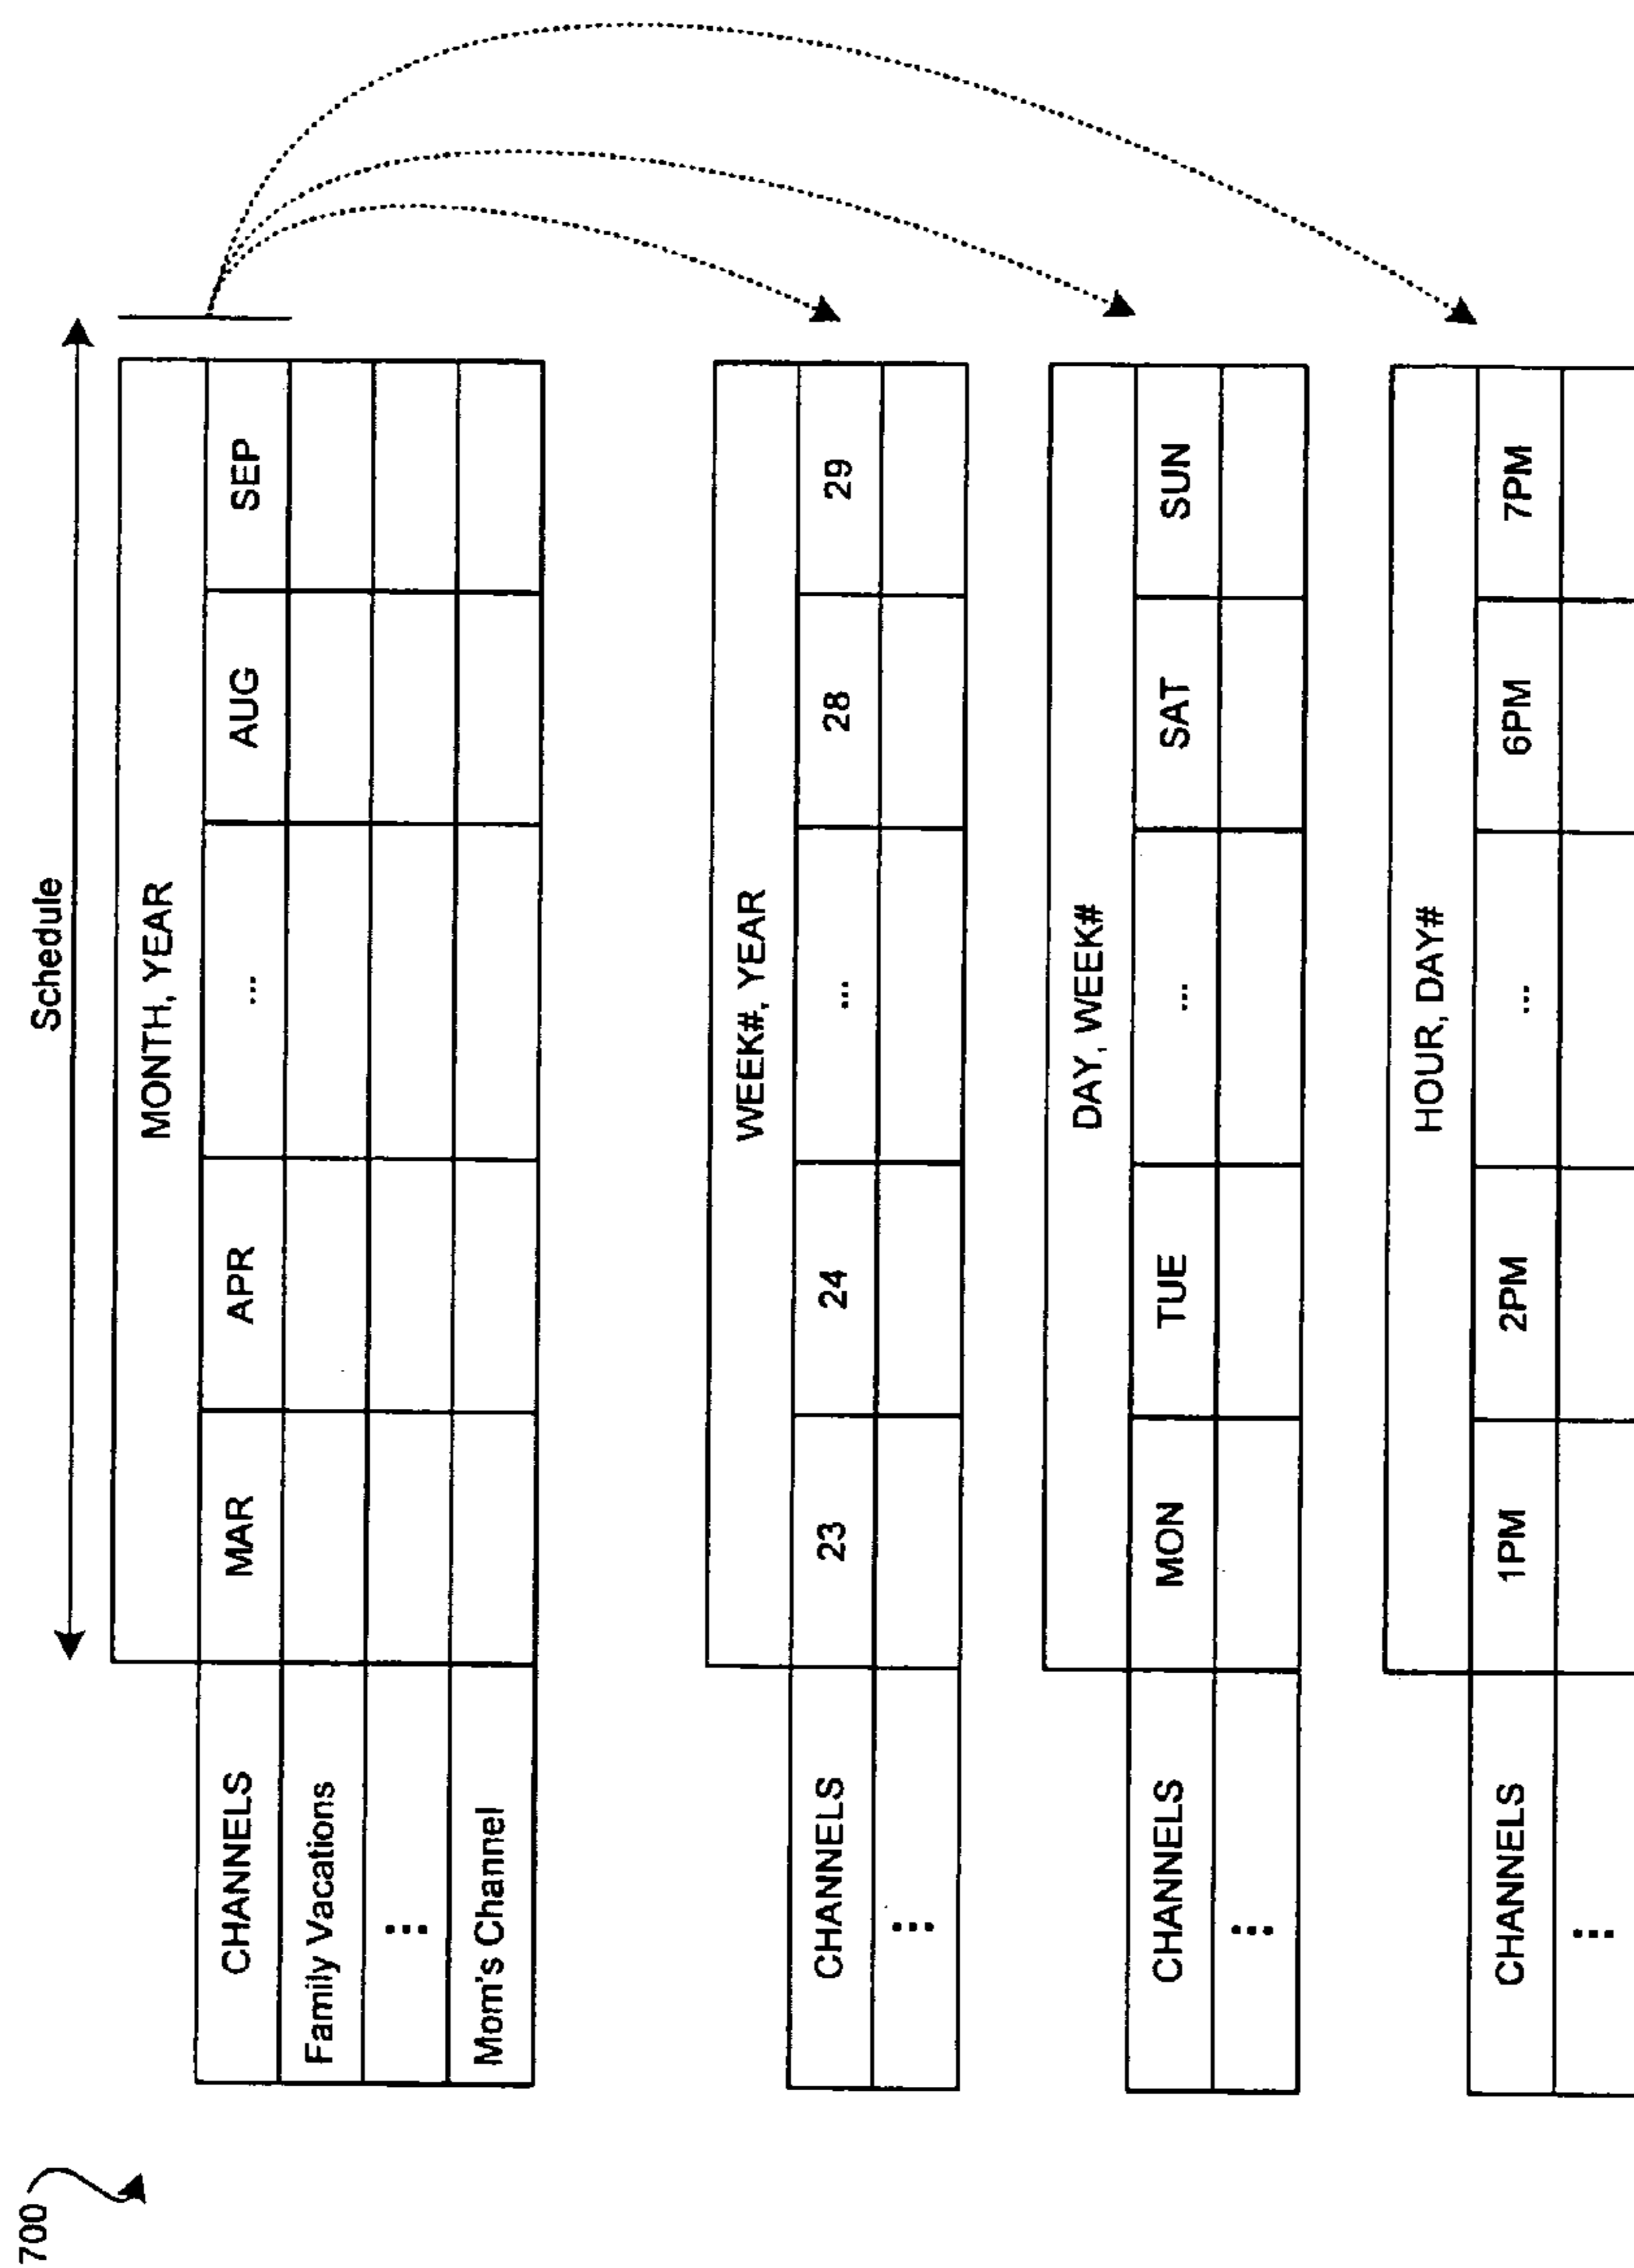 700
Schedule
MONTH, YEAR
CHANNELS MAR APR ... AUG SEP
Family Vacations
...
Mom's Channel
WEEK#, YEAR
CHANNELS 23 24 ... 28 29
...
DAY, WEEK#
CHANNELS MON TUE ... SAT SUN
...
HOUR, DAY#
CHANNELS 1PM 2PM ... 6PM 7PM
...